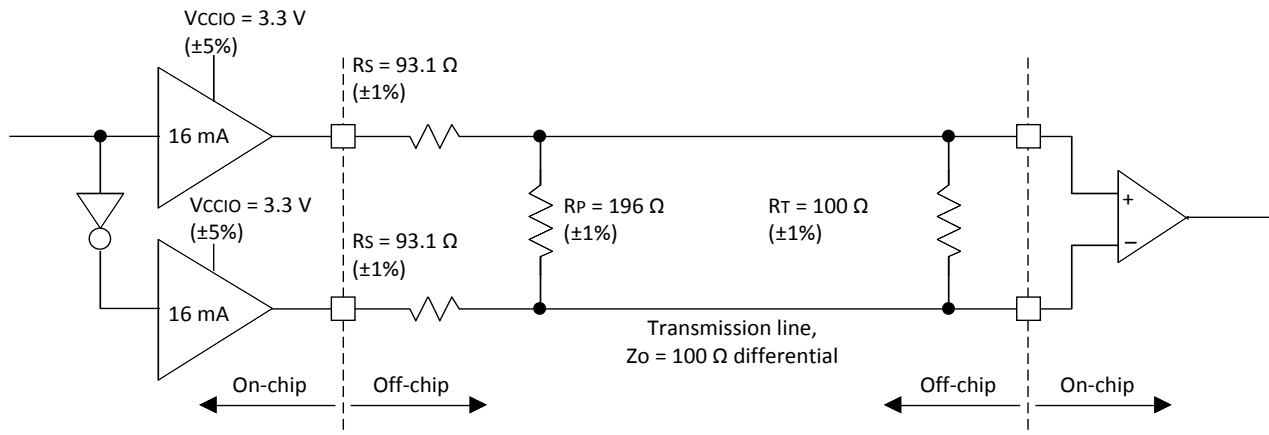 VCCIO = 3.3 V
(±5%)
RS = 93.1 Ω
(±1%)
16 mA
VCCIO = 3.3 V
(±5%)
RP = 196 Ω
(±1%)
RT = 100 Ω
(±1%)
+
−
RS = 93.1 Ω
(±1%)
16 mA
Transmission line,
Zo = 100 Ω differential
On-chip
Off-chip
Off-chip
On-chip